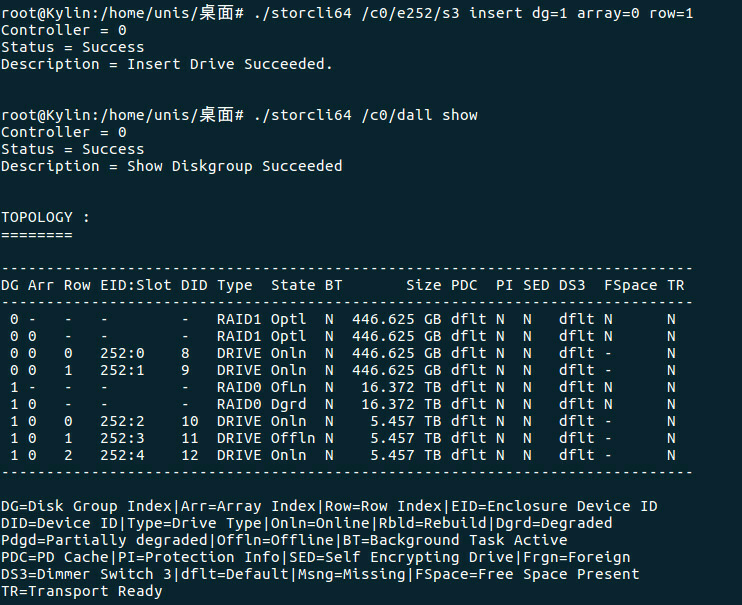 root@Kylin:/home/unis/桌面# ./storcli64 /c0/e252/s3 insert dg=1 array=0 row=1
Controller = 0
Status = Success
Description = Insert Drive Succeeded.
root@Kylin:/home/unis/桌面# ./storcli64 /c0/dall show
Controller = 0
Status = Success
Description = Show Diskgroup Succeeded
TOPOLOGY :
========
-----------------------------------------------------------------------------
DG Arr Row EID:Slot DID Type  State BT       Size PDC  PI SED DS3  FSpace TR
-----------------------------------------------------------------------------
 0 -   -   -        -   RAID1 Optl  N  446.625 GB dflt N  N   dflt N      N
 0 0   -   -        -   RAID1 Optl  N  446.625 GB dflt N  N   dflt N      N
 0 0   0   252:0    8   DRIVE Onln  N  446.625 GB dflt N  N   dflt -      N
 0 0   1   252:1    9   DRIVE Onln  N  446.625 GB dflt N  N   dflt -      N
 1 -   -   -        -   RAID0 OfLn  N   16.372 TB dflt N  N   dflt N      N
 1 0   -   -        -   RAID0 Dgrd  N   16.372 TB dflt N  N   dflt N      N
 1 0   0   252:2    10  DRIVE Onln  N    5.457 TB dflt N  N   dflt -      N
 1 0   1   252:3    11  DRIVE Offln N    5.457 TB dflt N  N   dflt -      N
 1 0   2   252:4    12  DRIVE Onln  N    5.457 TB dflt N  N   dflt -      N
-----------------------------------------------------------------------------
DG=Disk Group Index|Arr=Array Index|Row=Row Index|EID=Enclosure Device ID
DID=Device ID|Type=Drive Type|Onln=Online|Rbld=Rebuild|Dgrd=Degraded
Pdgd=Partially degraded|Offln=Offline|BT=Background Task Active
PDC=PD Cache|PI=Protection Info|SED=Self Encrypting Drive|Frgn=Foreign
DS3=Dimmer Switch 3|dflt=Default|Msng=Missing|FSpace=Free Space Present
TR=Transport Ready